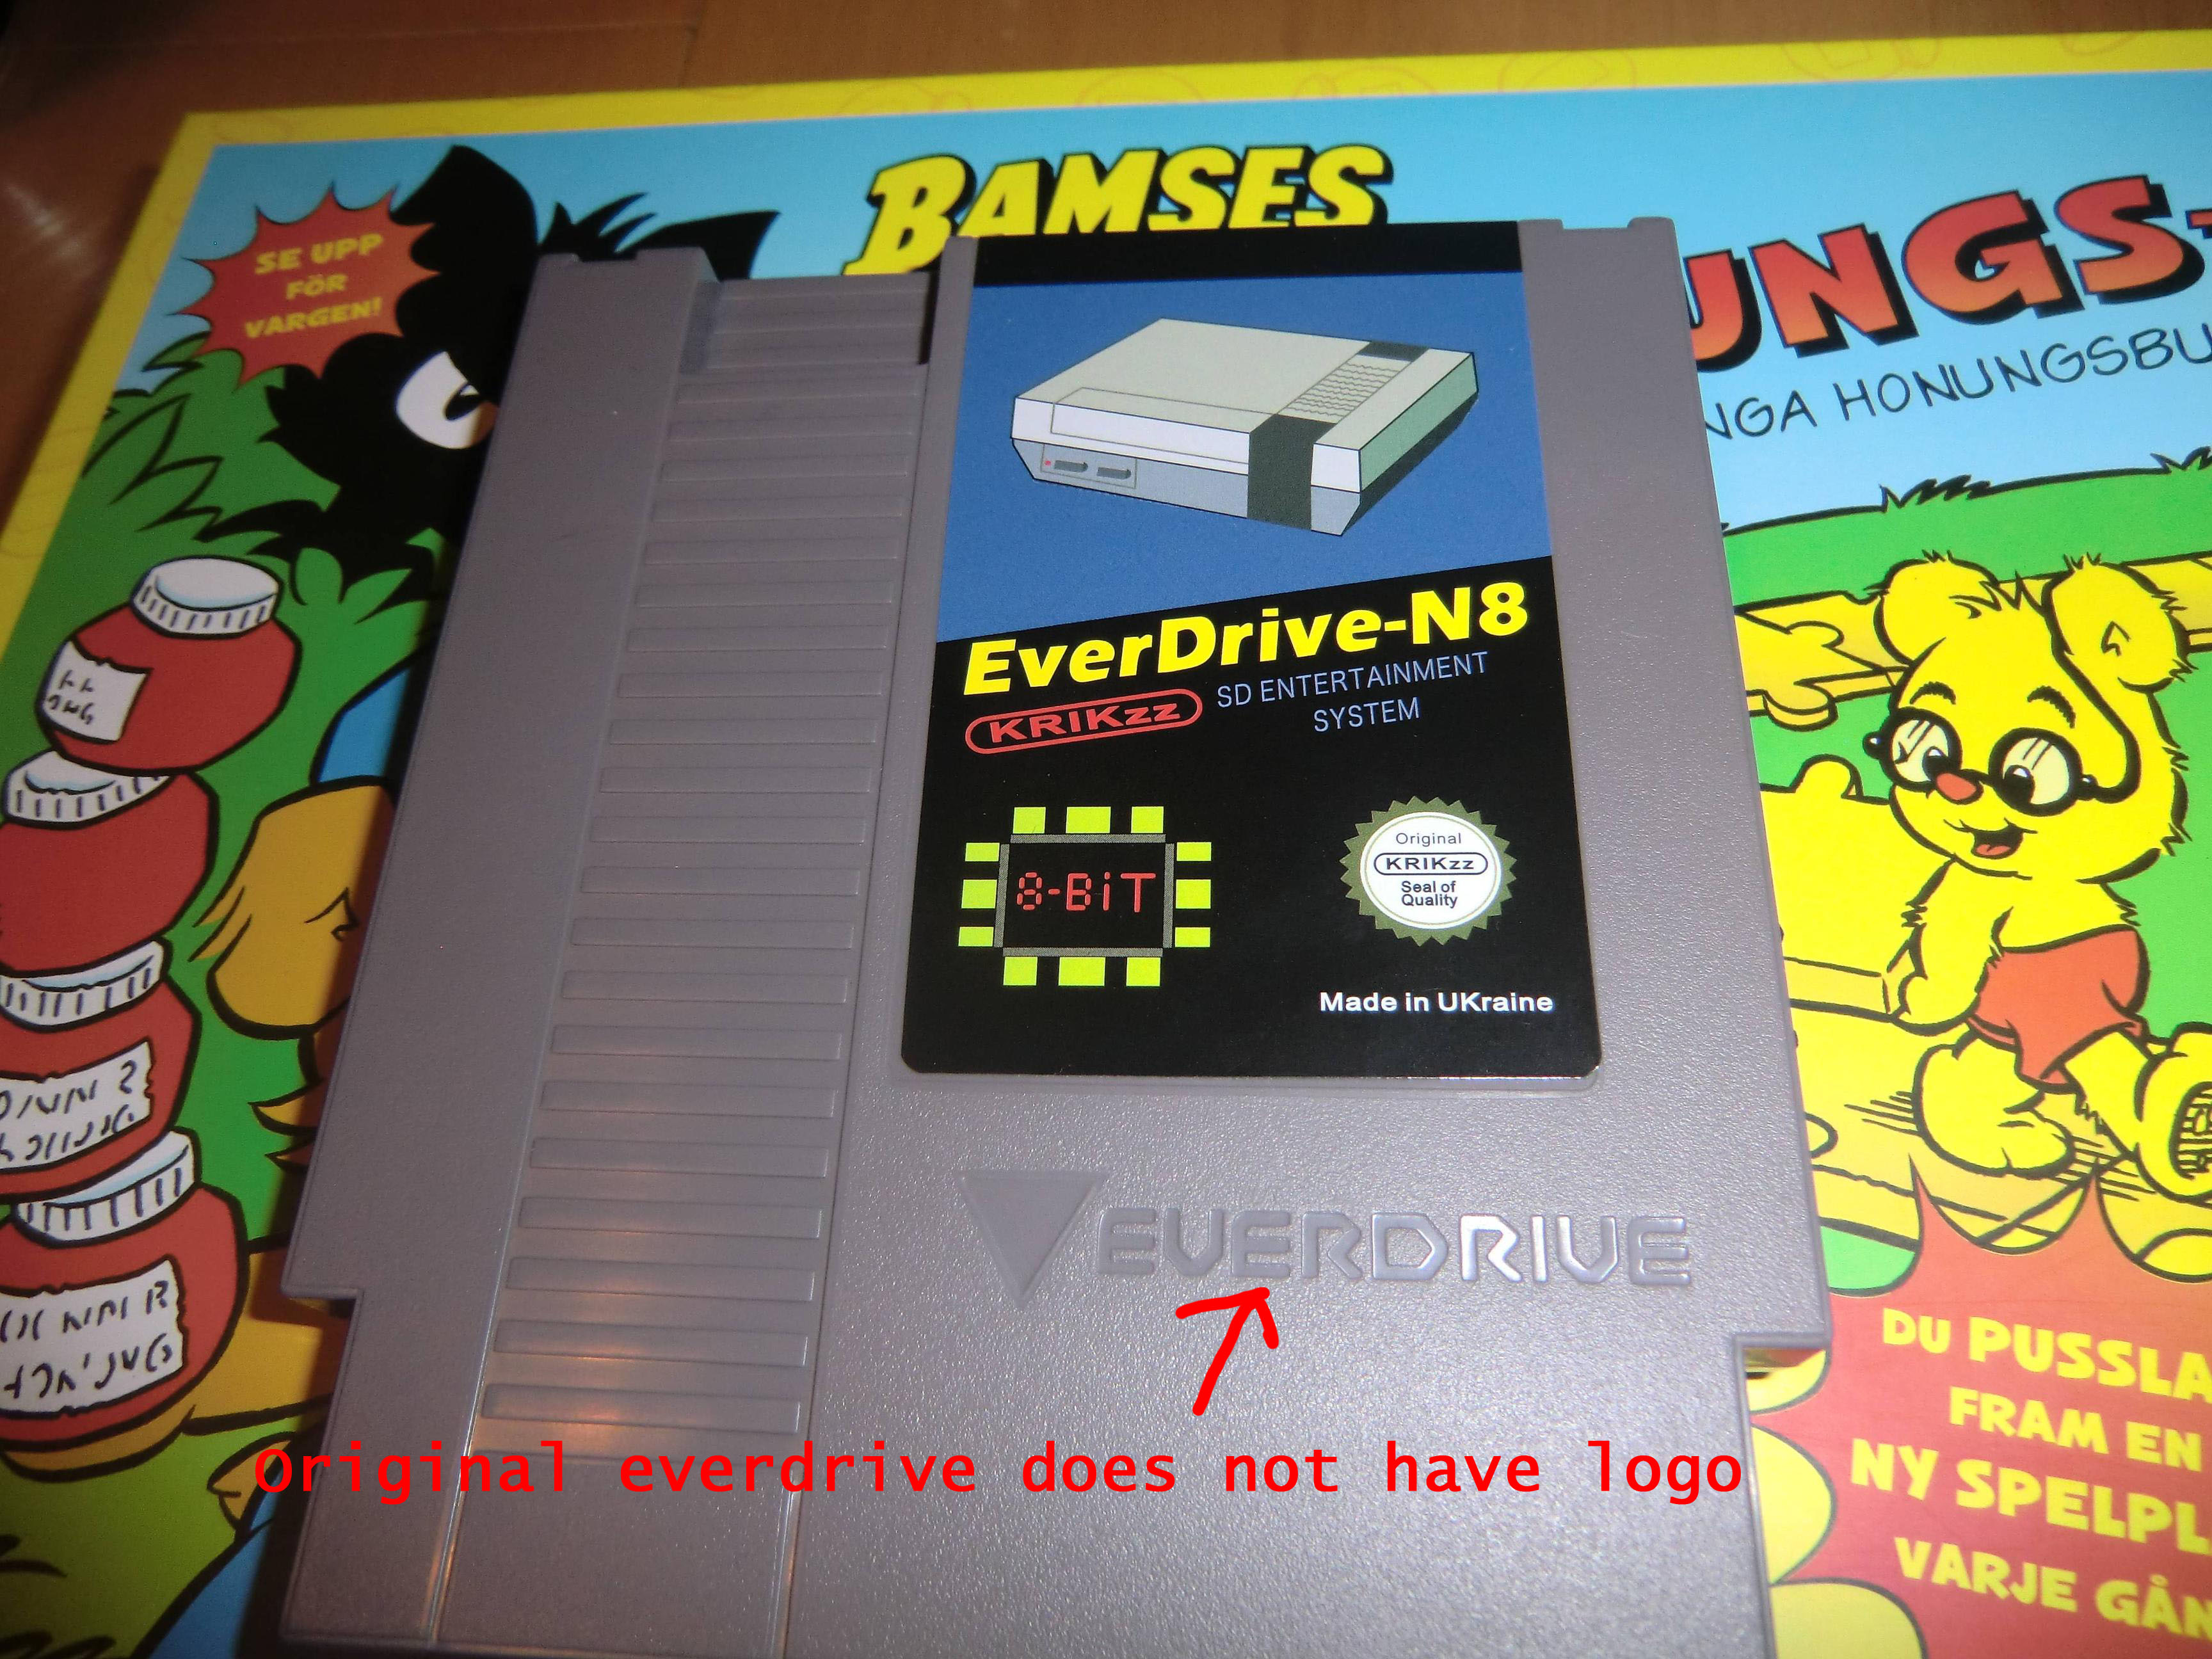 BAMSES
SE UPP
FÖR
VARGEN!
UNGS-
NGA HONUNGSBU
EverDrive-N8
KRIKzz
SD ENTERTAINMENT
SYSTEM
8-BiT
Original
KRIKzz
Seal of
Quality
Made in UKraine
EVERDRIVE
Original everdrive does not have logo
DU PUSSLA
FRAM EN
NY SPELPL
VARJE GÅN